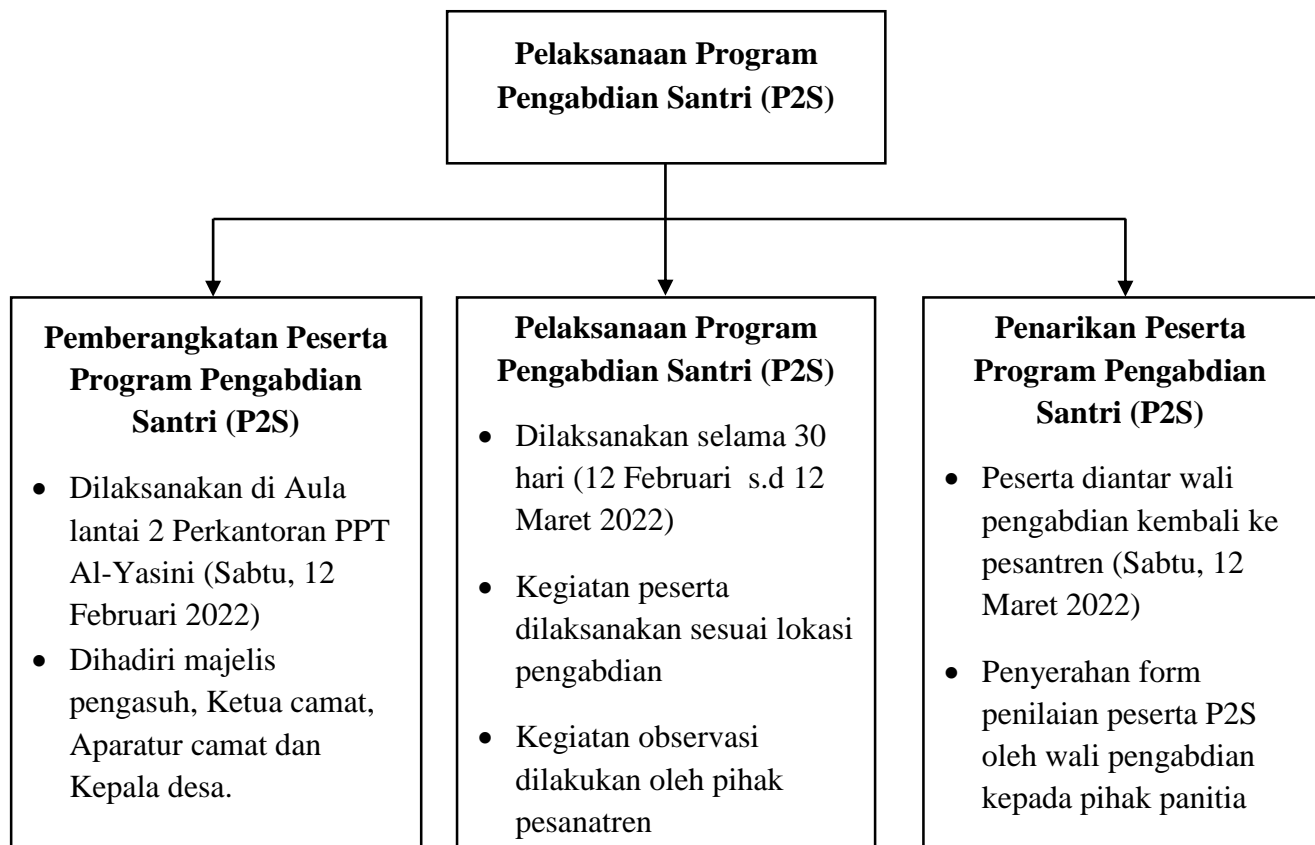 Pelaksanaan Program
Pengabdian Santri (P2S)
Pemberangkatan Peserta
Program Pengabdian
Santri (P2S)
• Dilaksanakan di Aula
lantai 2 Perkantoran PPT
Al-Yasini (Sabtu, 12
Februari 2022)
• Dihadiri majelis
pengasuh, Ketua camat,
Aparatur camat dan
Kepala desa.
Pelaksanaan Program
Pengabdian Santri (P2S)
• Dilaksanakan selama 30
hari (12 Februari s.d 12
Maret 2022)
• Kegiatan peserta
dilaksanakan sesuai lokasi
pengabdian
• Kegiatan observasi
dilakukan oleh pihak
pesanatren
Penarikan Peserta
Program Pengabdian
Santri (P2S)
• Peserta diantar wali
pengabdian kembali ke
pesantren (Sabtu, 12
Maret 2022)
• Penyerahan form
penilaian peserta P2S
oleh wali pengabdian
kepada pihak panitia